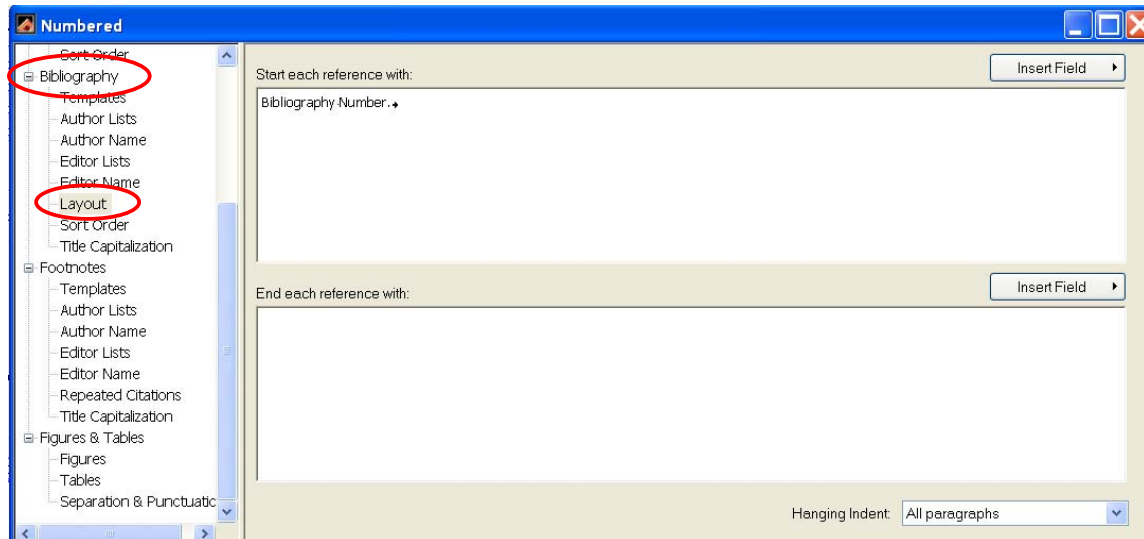 Numbered
Sort Order
Bibliography
Templates
Author Lists
Author Name
Editor Lists
Editor Name
Layout
Sort Order
Title Capitalization
Footnotes
Templates
Author Lists
Author Name
Editor Lists
Editor Name
Repeated Citations
Title Capitalization
Figures & Tables
Figures
Tables
Separation & Punctuatic
Start each reference with:
Insert Field
Bibliography·Number.→
End each reference with:
Insert Field
Hanging Indent: All paragraphs